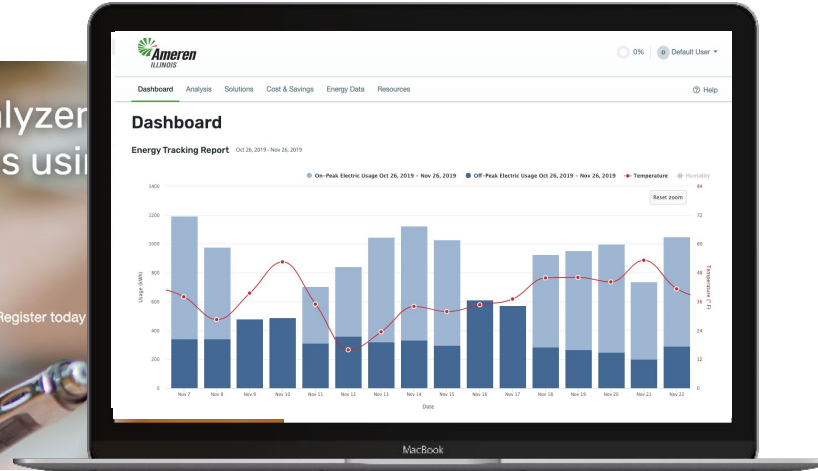 Ameren
ILLINOIS
0%
D
Default User
Dashboard Analysis Solutions Cost & Savings Energy Data Resources
Help
Dashboard
Energy Tracking Report Oct 26, 2019 - Nov 26, 2019
On-Peak Electric Usage Oct 26, 2019 - Nov 26, 2019 Off-Peak Electric Usage Oct 26, 2019 - Nov 26, 2019 Temperature Humidity
Reset zoom
1400
1200
1000
800
600
400
200
0
Usage (kWh)
84
72
60
48
36
24
12
0
Temperature (° F)
Nov 7 Nov 8 Nov 9 Nov 10 Nov 11 Nov 12 Nov 13 Nov 14 Nov 15 Nov 16 Nov 17 Nov 18 Nov 19 Nov 20 Nov 21 Nov 22
Date
lyzer
s usi
Register today
MacBook